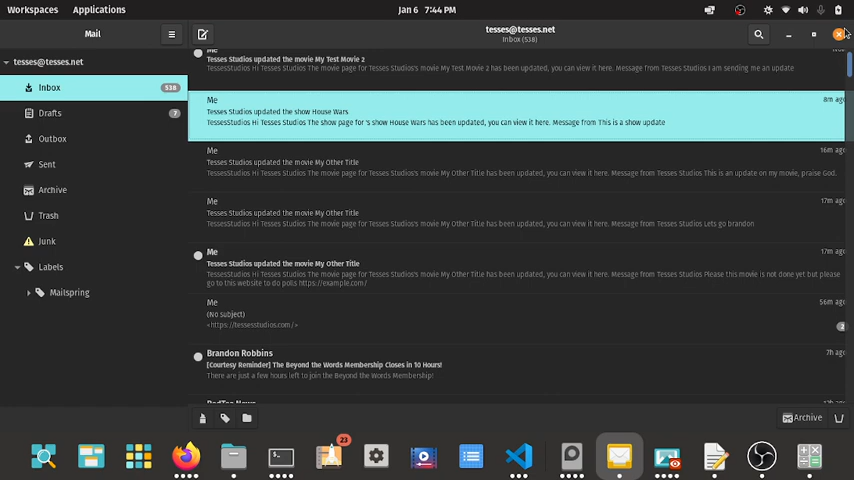 Workspaces Applications Jan 6 7:44 PM
Mail
tesses@tesses.net
Inbox (538)
tesses@tesses.net
Inbox 538
Drafts 7
Outbox
Sent
Archive
Trash
Junk
Labels
Mailspring
Me
Tesses Studios updated the movie My Test Movie 2
TessesStudios Hi Tesses Studios The movie page for Tesses Studios's movie My Test Movie 2 has been updated, you can view it here. Message from Tesses Studios I am sending me an update
Me 8m ago
Tesses Studios updated the show House Wars
TessesStudios Hi Tesses Studios The show page for 's show House Wars has been updated, you can view it here. Message from This is a show update
Me 16m ago
Tesses Studios updated the movie My Other Title
TessesStudios Hi Tesses Studios The movie page for Tesses Studios's movie My Other Title has been updated, you can view it here. Message from Tesses Studios This is an update on my movie, praise God.
Me 17m ago
Tesses Studios updated the movie My Other Title
TessesStudios Hi Tesses Studios The movie page for Tesses Studios's movie My Other Title has been updated, you can view it here. Message from Tesses Studios Lets go brandon
Me 17m ago
Tesses Studios updated the movie My Other Title
TessesStudios Hi Tesses Studios The movie page for Tesses Studios's movie My Other Title has been updated, you can view it here. Message from Tesses Studios Please this movie is not done yet but please
go to this website to do polls https://example.com/
Me 56m ago
(No subject)
<https://tessesstudios.com/>
2
Brandon Robbins 7h ago
[Courtesy Reminder] The Beyond the Words Membership Closes in 10 Hours!
There are just a few hours left to join the Beyond the Words Membership!
Archive
23